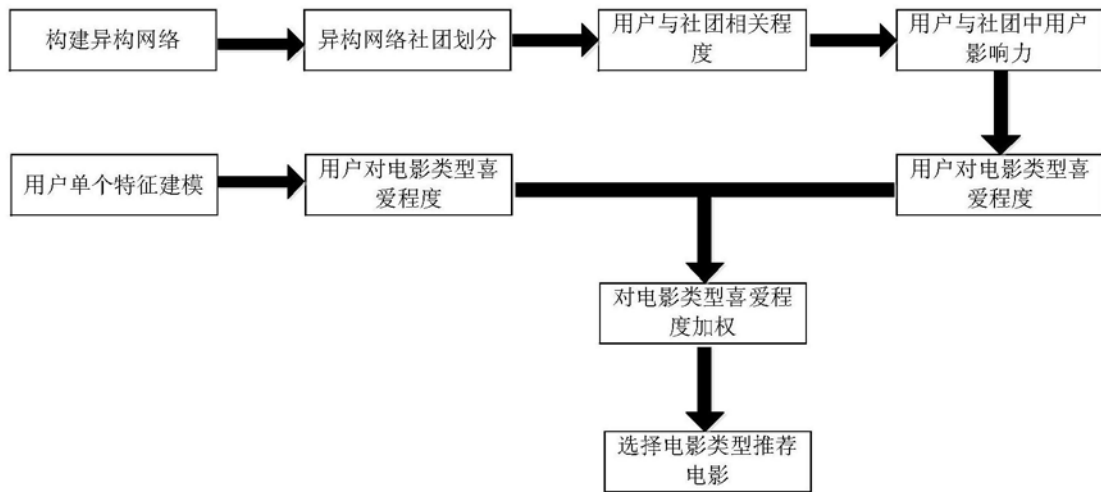 构建异构网络
异构网络社团划分
用户与社团相关程
度
用户与社团中用户
影响力
用户单个特征建模
用户对电影类型喜
爱程度
用户对电影类型喜
爱程度
对电影类型喜爱程
度加权
选择电影类型推荐
电影